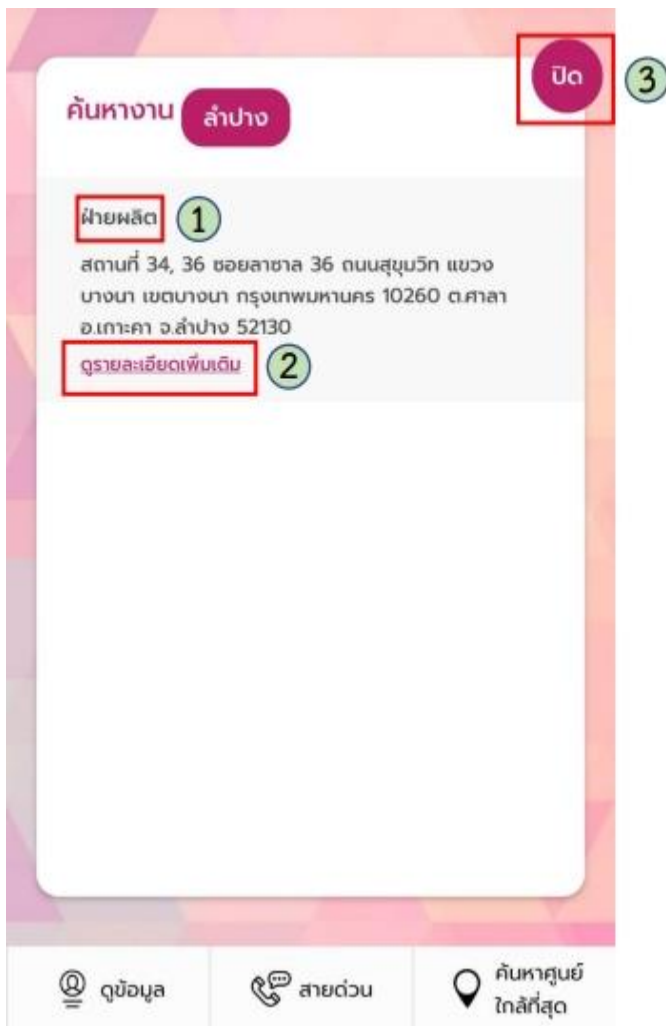 ปิด
3
ค้นหางาน ลำปาง
ฝ่ายผลิต 1
สถานที่ 34, 36 ซอยลาซาล 36 ถนนสุขุมวิท แขวง
บางนา เขตบางนา กรุงเทพมหานคร 10260 ต.ศาลา
อ.เกาะคา จ.ลำปาง 52130
ดูรายละเอียดเพิ่มเติม 2
ดูข้อมูล
สายด่วน
ค้นหาศูนย์
ใกล้ที่สุด